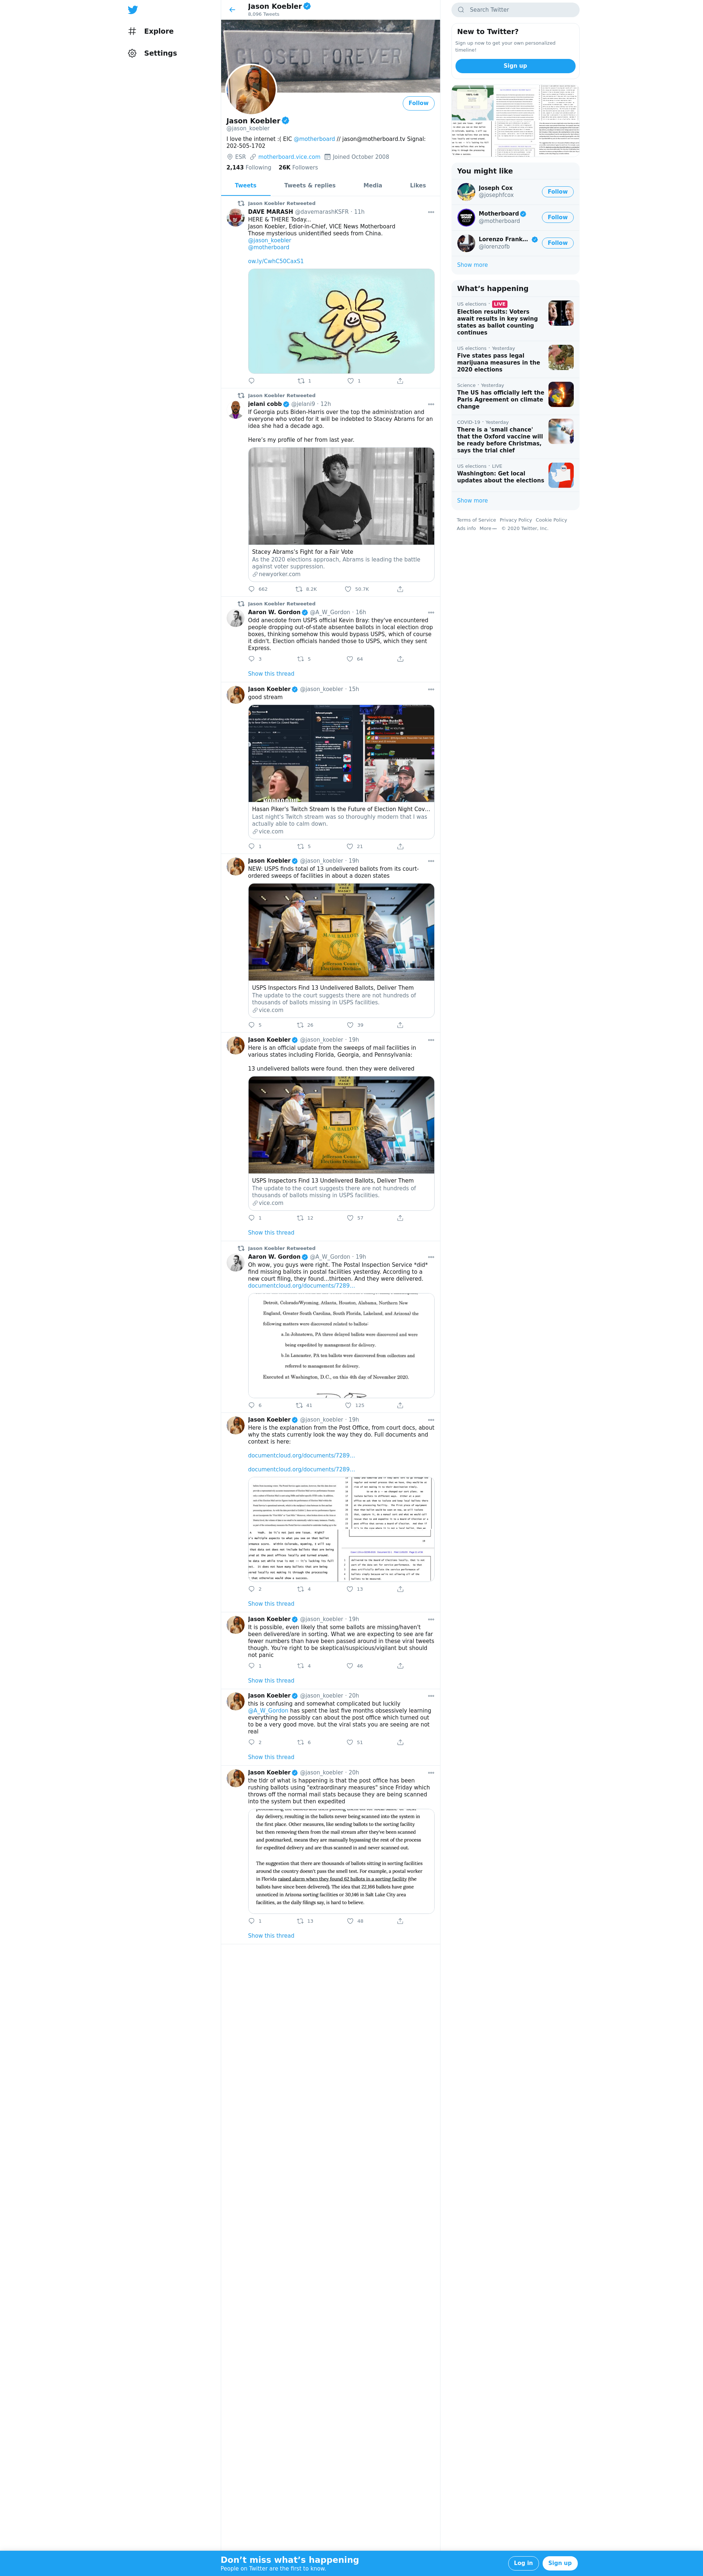 Jason Koebler
8,096 Tweets
Search Twitter
Explore
Settings
CLOSED FOREVER
Follow
Jason Koebler
@jason_koebler
I love the internet :( EIC @motherboard // jason@motherboard.tv Signal:
202-505-1702
ESR motherboard.vice.com Joined October 2008
2,143 Following 26K Followers
Tweets Tweets & replies Media Likes
Jason Koebler Retweeted
DAVE MARASH @davemarashKSFR · 11h
HERE & THERE Today...
Jason Koebler, Edior-in-Chief, VICE News Motherboard
Those mysterious unidentified seeds from China.
@jason_koebler
@motherboard
ow.ly/CwhC50CaxS1
1 1
Jason Koebler Retweeted
jelani cobb @jelani9 · 12h
If Georgia puts Biden-Harris over the top the administration and
everyone who voted for it will be indebted to Stacey Abrams for an
idea she had a decade ago.
Here's my profile of her from last year.
Stacey Abrams's Fight for a Fair Vote
As the 2020 elections approach, Abrams is leading the battle
against voter suppression.
newyorker.com
662 8.2K 50.7K
Jason Koebler Retweeted
Aaron W. Gordon @A_W_Gordon · 16h
Odd anecdote from USPS official Kevin Bray: they've encountered
people dropping out-of-state absentee ballots in local election drop
boxes, thinking somehow this would bypass USPS, which of course
it didn't. Election officials handed those to USPS, which they sent
Express.
3 5 64
Show this thread
Jason Koebler @jason_koebler · 15h
good stream
Hasan Piker's Twitch Stream Is the Future of Election Night Cov...
Last night's Twitch stream was so thoroughly modern that I was
actually able to calm down.
vice.com
1 5 21
Jason Koebler @jason_koebler · 19h
NEW: USPS finds total of 13 undelivered ballots from its court-
ordered sweeps of facilities in about a dozen states
USPS Inspectors Find 13 Undelivered Ballots, Deliver Them
The update to the court suggests there are not hundreds of
thousands of ballots missing in USPS facilities.
vice.com
5 26 39
Jason Koebler @jason_koebler · 19h
Here is an official update from the sweeps of mail facilities in
various states including Florida, Georgia, and Pennsylvania:
13 undelivered ballots were found. then they were delivered
USPS Inspectors Find 13 Undelivered Ballots, Deliver Them
The update to the court suggests there are not hundreds of
thousands of ballots missing in USPS facilities.
vice.com
1 12 57
Show this thread
Jason Koebler Retweeted
Aaron W. Gordon @A_W_Gordon · 19h
Oh wow, you guys were right. The Postal Inspection Service *did*
find missing ballots in postal facilities yesterday. According to a
new court filing, they found...thirteen. And they were delivered.
documentcloud.org/documents/7289...
Detroit, Colorado/Wyoming, Atlanta, Houston, Alabama, Northern New
England, Greater South Carolina, South Florida, Lakeland, and Arizona) the
following matters were discovered related to ballots:
a. In Johnstown, PA three delayed ballots were discovered and were
being expedited by management for delivery.
b. In Lancaster, PA ten ballots were discovered from collections and
referred to management for delivery.
Executed at Washington, D.C., on this 4th day of November 2020.
6 41 125
Jason Koebler @jason_koebler · 19h
Here is the explanation from the Post Office, from court docs, about
why the stats currently look the way they do. Full documents and
context is here:
documentcloud.org/documents/7289...
documentcloud.org/documents/7289...
2 4 13
Show this thread
Jason Koebler @jason_koebler · 19h
It is possible, even likely that some ballots are missing/haven't
been delivered/are in sorting. What we are expecting to see are far
fewer numbers than have been passed around in these viral tweets
though. You're right to be skeptical/suspicious/vigilant but should
not panic
1 4 46
Show this thread
Jason Koebler @jason_koebler · 20h
this is confusing and somewhat complicated but luckily
@A_W_Gordon has spent the last five months obsessively learning
everything he possibly can about the post office which turned out
to be a very good move. but the viral stats you are seeing are not
real
2 6 51
Show this thread
Jason Koebler @jason_koebler · 20h
the tldr of what is happening is that the post office has been
rushing ballots using "extraordinary measures" since Friday which
throws off the normal mail stats because they are being scanned
into the system but then expedited
day delivery, resulting in the ballots never being scanned into the system in
the first place. Other measures, like sending ballots to the sorting facility
but then removing them from the mail stream after they've been scanned
and postmarked, means they are manually bypassing the rest of the process
for expedited delivery and are thus scanned in and never scanned out.
The suggestion that there are thousands of ballots sitting in sorting facilities
around the country doesn't pass the smell test. For example, a postal worker
in Florida raised alarm when they found 62 ballots in a sorting facility (the
ballots have since been delivered). The idea that 22,166 ballots have gone
unnoticed in Arizona sorting facilities or 30,146 in Salt Lake City area
facilities, as the daily filings say, is hard to believe.
1 13 48
Show this thread
New to Twitter?
Sign up now to get your own personalized
timeline!
Sign up
You might like
Joseph Cox
@josephfcox
Follow
Motherboard
@motherboard
Follow
Lorenzo Frank...
@lorenzofb
Follow
Show more
What's happening
US elections · LIVE
Election results: Voters
await results in key swing
states as ballot counting
continues
US elections · Yesterday
Five states pass legal
marijuana measures in the
2020 elections
Science · Yesterday
The US has officially left the
Paris Agreement on climate
change
COVID-19 · Yesterday
There is a 'small chance'
that the Oxford vaccine will
be ready before Christmas,
says the trial chief
US elections · LIVE
Washington: Get local
updates about the elections
Show more
Terms of Service Privacy Policy Cookie Policy
Ads info More © 2020 Twitter, Inc.
Don't miss what's happening
People on Twitter are the first to know.
Log in Sign up